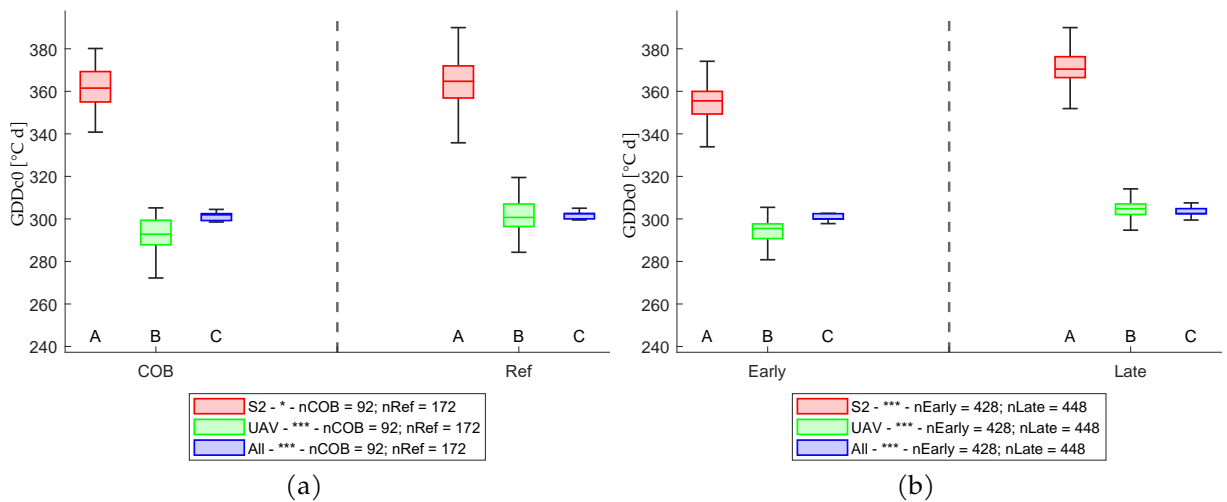 GDDc0 [°C d]
380
360
340
320
300
280
260
240
A B C A B C
COB Ref
S2 - * - nCOB = 92; nRef = 172
UAV - *** - nCOB = 92; nRef = 172
All - *** - nCOB = 92; nRef = 172
(a)
GDDc0 [°C d]
380
360
340
320
300
280
260
240
A B C A B C
Early Late
S2 - *** - nEarly = 428; nLate = 448
UAV - *** - nEarly = 428; nLate = 448
All - *** - nEarly = 428; nLate = 448
(b)